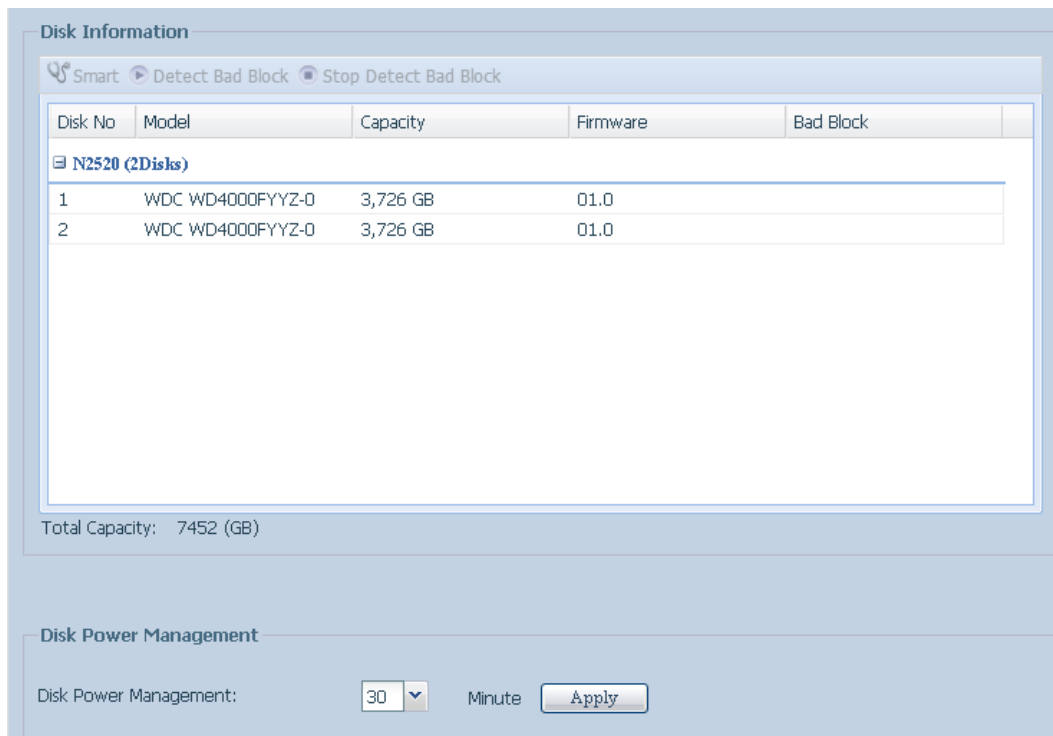 Disk Information
Smart Detect Bad Block Stop Detect Bad Block
Disk No Model Capacity Firmware Bad Block
N2520 (2Disks)
1 WDC WD4000FYYZ-0 3,726 GB 01.0
2 WDC WD4000FYYZ-0 3,726 GB 01.0
Total Capacity: 7452 (GB)
Disk Power Management
Disk Power Management: 30 Minute Apply